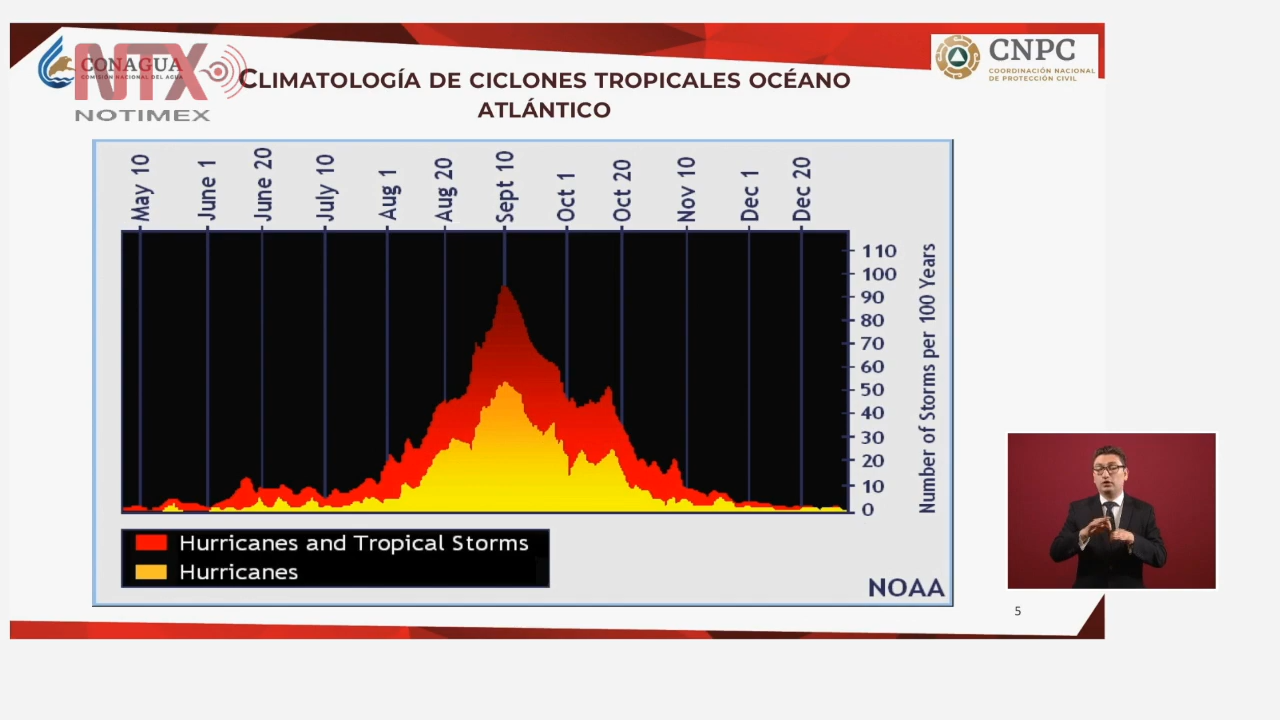 CONAGUA
COMISIÓN NACIONAL DEL AGUA
NTX
NOTIMEX
CLIMATOLOGÍA DE CICLONES TROPICALES OCÉANO
ATLÁNTICO
CNPC
COORDINACIÓN NACIONAL
DE PROTECCIÓN CIVIL
May 10
June 1
June 20
July 10
Aug 1
Aug 20
Sept 10
Oct 1
Oct 20
Nov 10
Dec 1
Dec 20
110
100
90
80
70
60
50
40
30
20
10
0
Number of Storms per 100 Years
Hurricanes and Tropical Storms
Hurricanes
NOAA
5